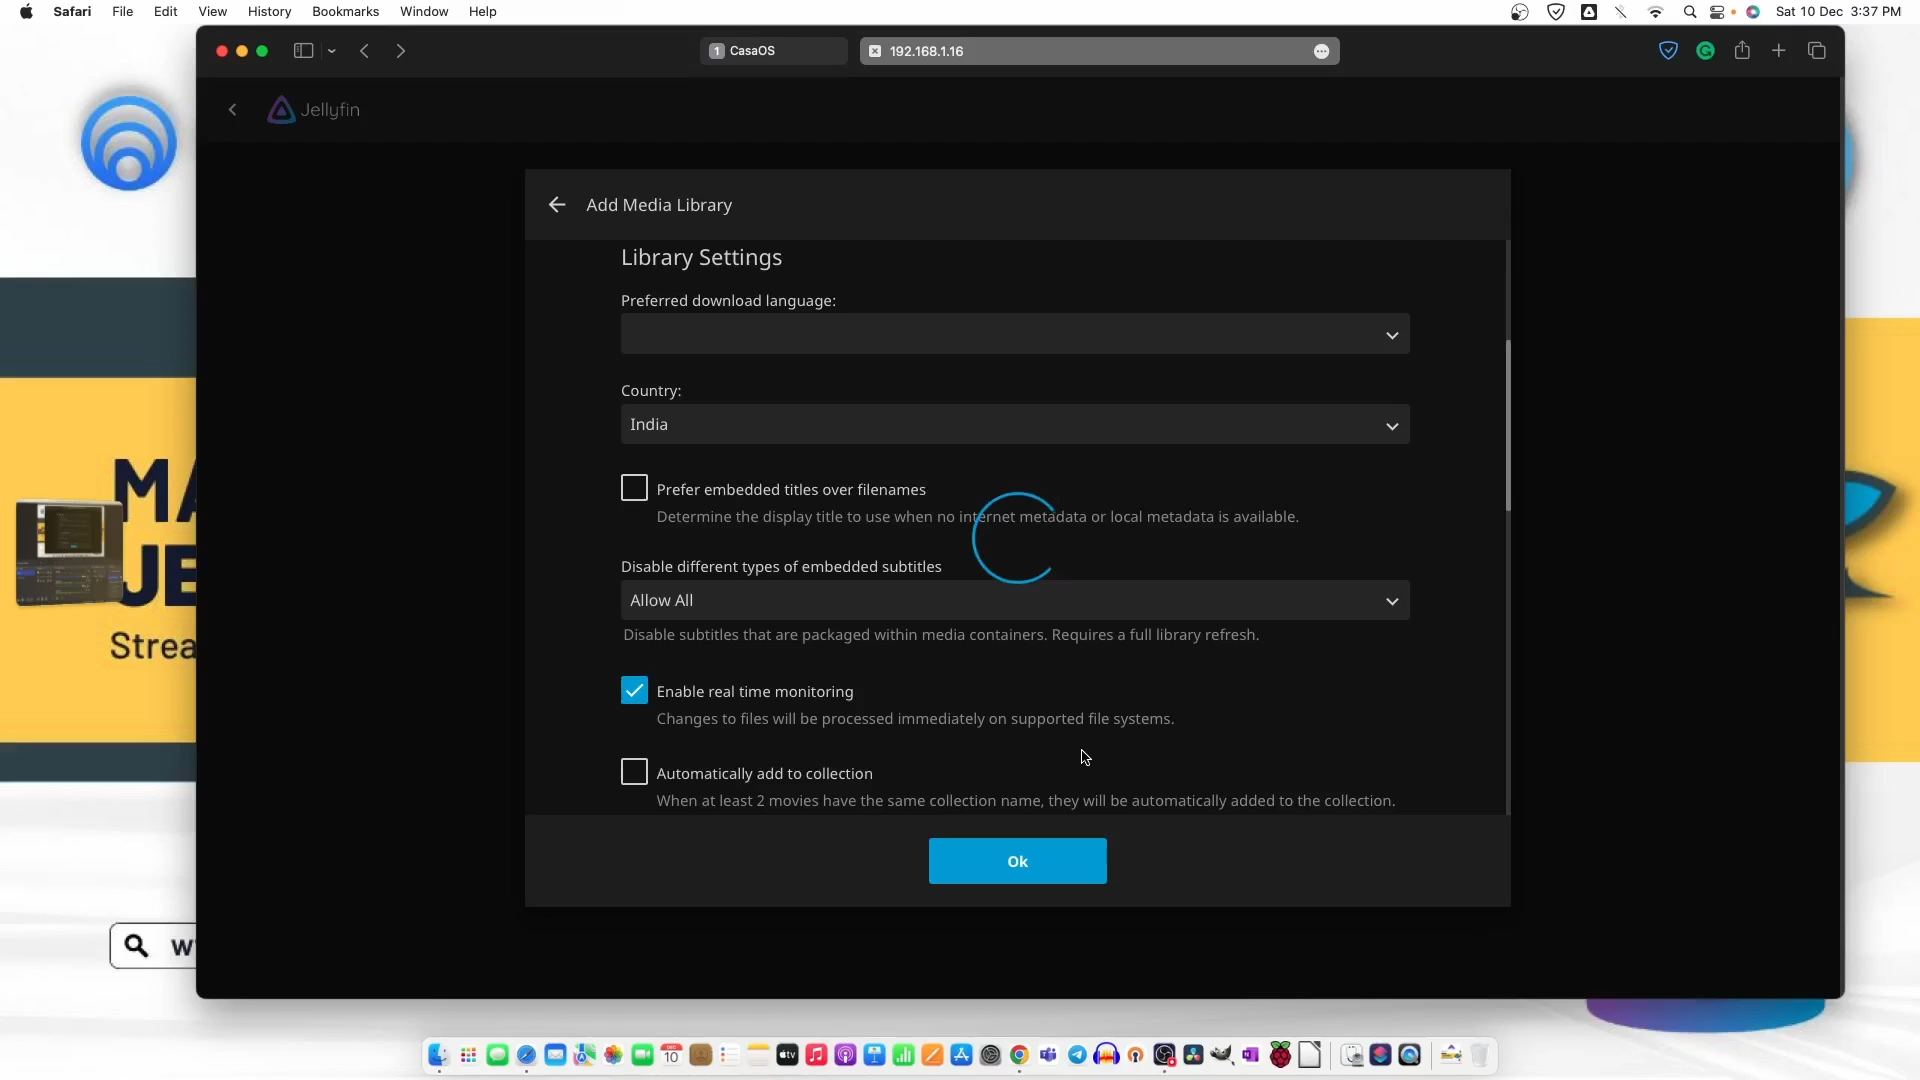 Safari File Edit View History Bookmarks Window Help
Sat 10 Dec 3:37 PM
1 CasaOS
192.168.1.16
Jellyfin
Add Media Library
Library Settings
Preferred download language:
Country:
India
Prefer embedded titles over filenames
Determine the display title to use when no internet metadata or local metadata is available.
Disable different types of embedded subtitles
Allow All
Disable subtitles that are packaged within media containers. Requires a full library refresh.
Enable real time monitoring
Changes to files will be processed immediately on supported file systems.
Automatically add to collection
When at least 2 movies have the same collection name, they will be automatically added to the collection.
Ok
MA
JE
Strea
W
DEC
10
tv